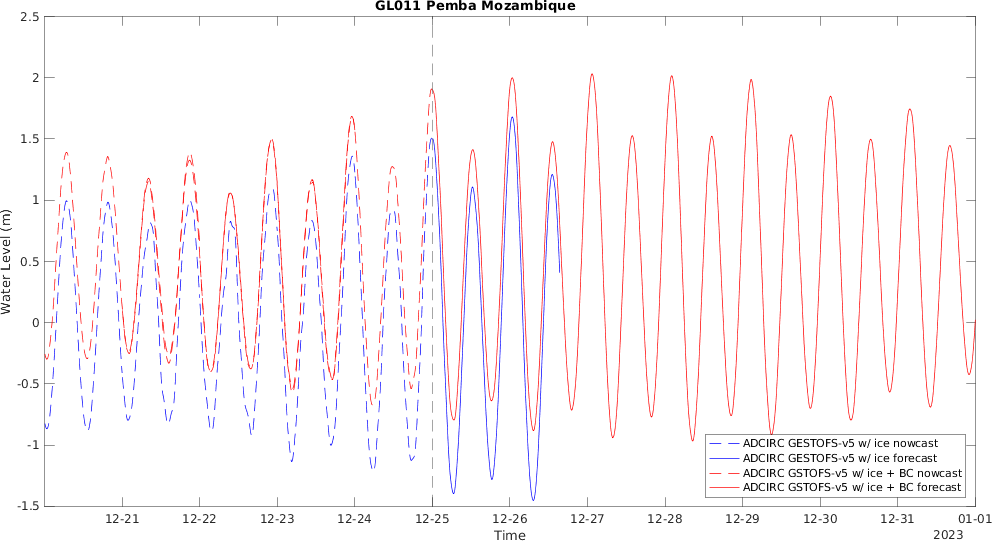 GL011 Pemba Mozambique
2.5
2
1.5
1
0.5
0
-0.5
-1
-1.5
Water Level (m)
12-21 12-22 12-23 12-24 12-25 12-26 12-27 12-28 12-29 12-30 12-31 01-01
Time
2023
ADCIRC GESTOFS-v5 w/ ice nowcast
ADCIRC GESTOFS-v5 w/ ice forecast
ADCIRC GSTOFS-v5 w/ ice + BC nowcast
ADCIRC GSTOFS-v5 w/ ice + BC forecast